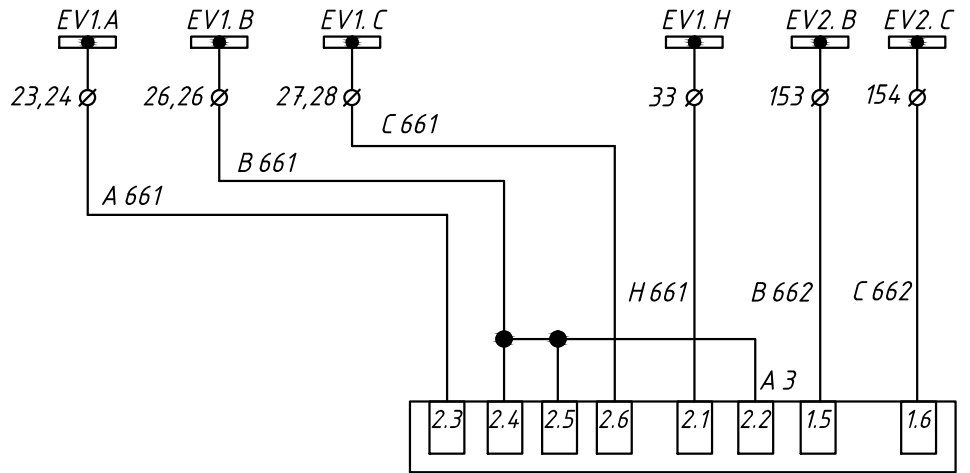 EV1.A EV1.B EV1.C EV1.H EV2.B EV2.C
23,24 26,26 27,28 33 153 154
C 661
B 661
A 661
H 661 B 662 C 662
A 3
2.3 2.4 2.5 2.6 2.1 2.2 1.5 1.6